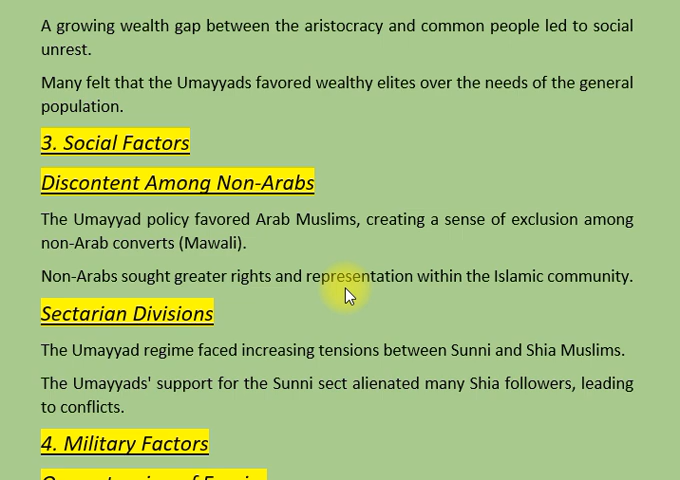 A growing wealth gap between the aristocracy and common people led to social
unrest.
Many felt that the Umayyads favored wealthy elites over the needs of the general
population.
3. Social Factors
Discontent Among Non-Arabs
The Umayyad policy favored Arab Muslims, creating a sense of exclusion among
non-Arab converts (Mawali).
Non-Arabs sought greater rights and representation within the Islamic community.
Sectarian Divisions
The Umayyad regime faced increasing tensions between Sunni and Shia Muslims.
The Umayyads' support for the Sunni sect alienated many Shia followers, leading
to conflicts.
4. Military Factors